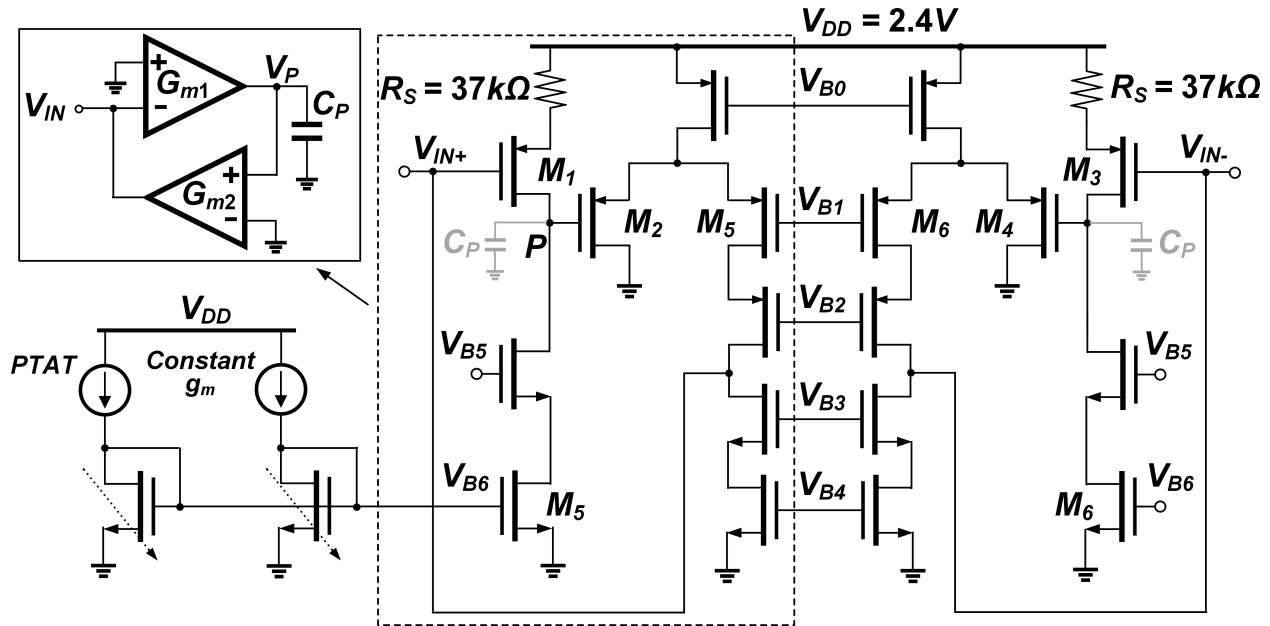 V_DD = 2.4V
V_P
G_m1
C_P
V_IN
G_m2
R_S = 37kΩ
V_B0
R_S = 37kΩ
V_IN+
M_1
M_3
V_IN-
C_P
P
M_2
M_5
V_B1
M_6
M_4
C_P
V_DD
PTAT
Constant
g_m
V_B5
V_B2
V_B5
V_B3
V_B6
M_5
V_B4
M_6
V_B6